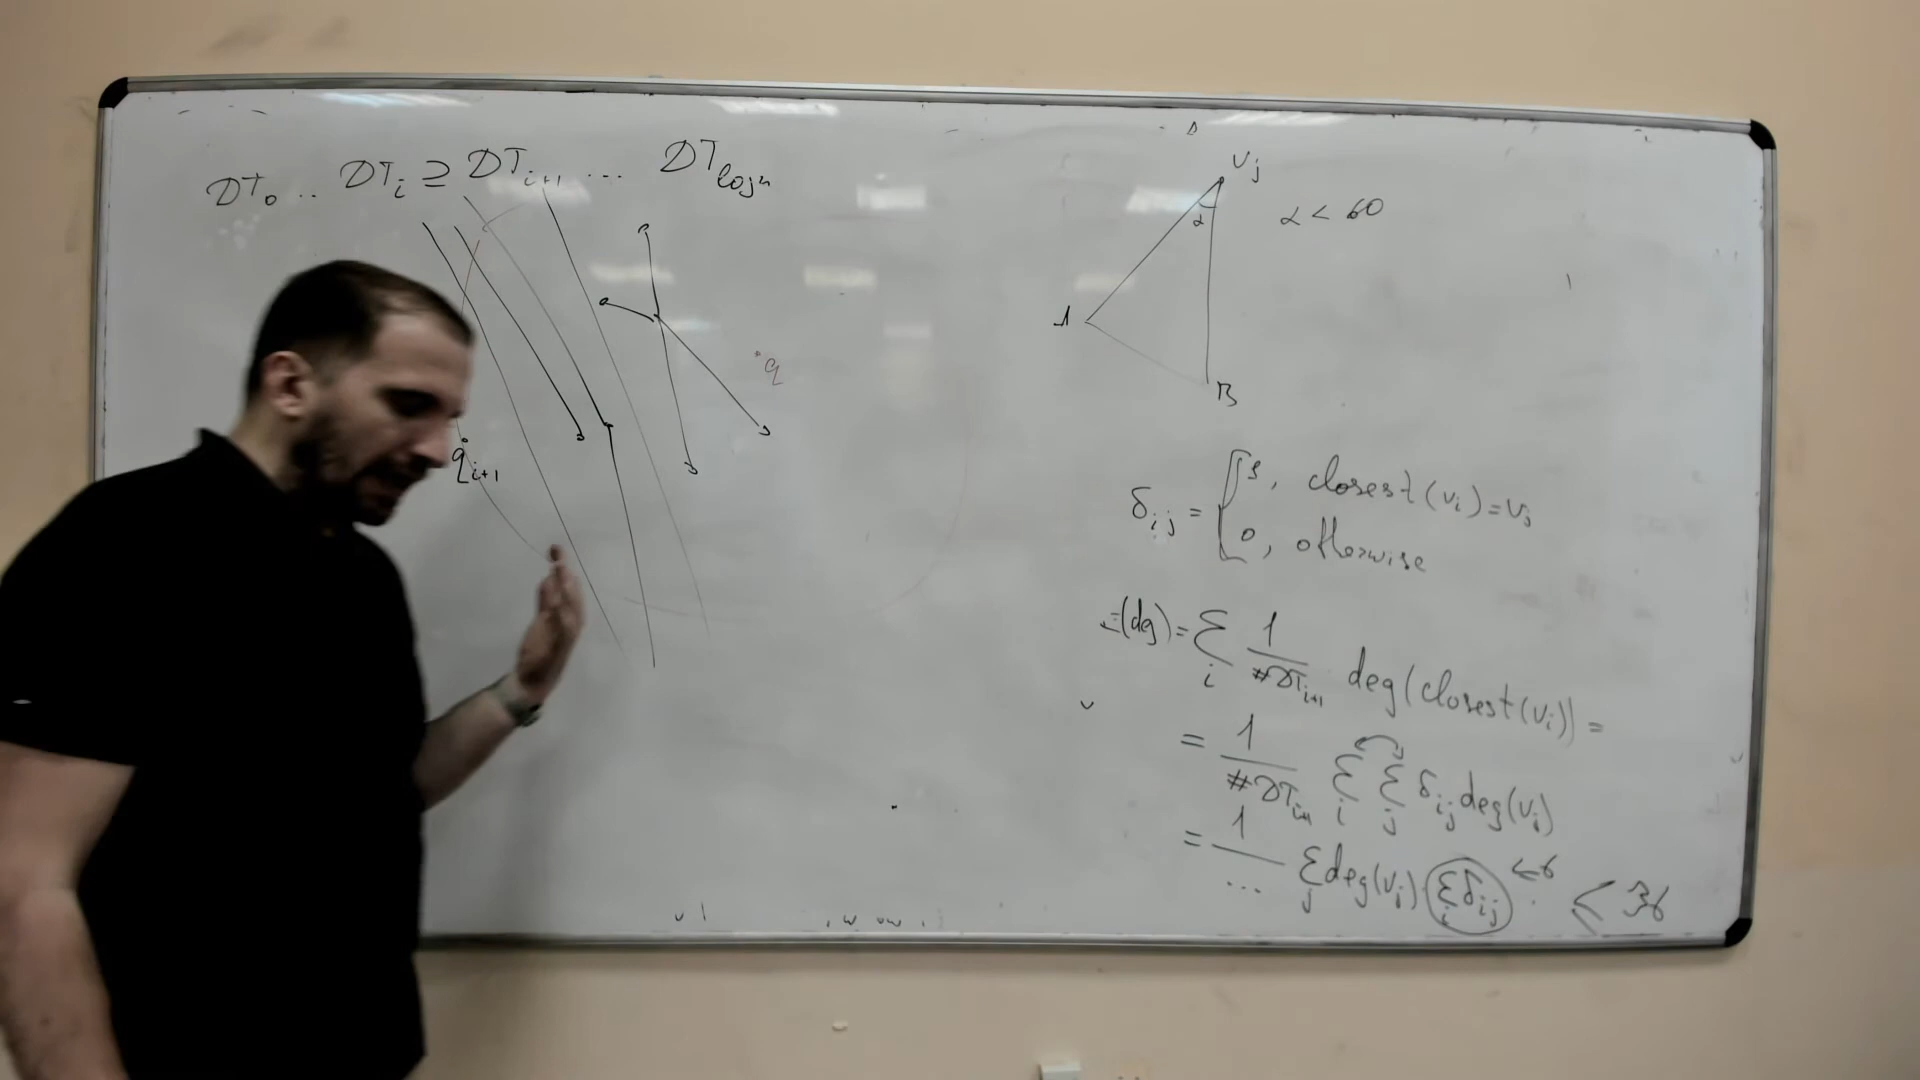 DT₀ .. DTᵢ ⊇ DTᵢ₊₁ ... DT_log n
q
qᵢ₊₁
Vj
α
α < 60
A
B
δᵢⱼ = { 1, closest(vᵢ)=vⱼ
0, otherwise
E(deg) = Σᵢ 1/#DTᵢ₊₁ deg(closest(vᵢ)) =
= 1/#DTᵢ₊₁ Σᵢ Σⱼ δᵢⱼ deg(vⱼ)
= 1/... Σⱼ deg(vⱼ) Σᵢ δᵢⱼ ≤6 ≤ 36